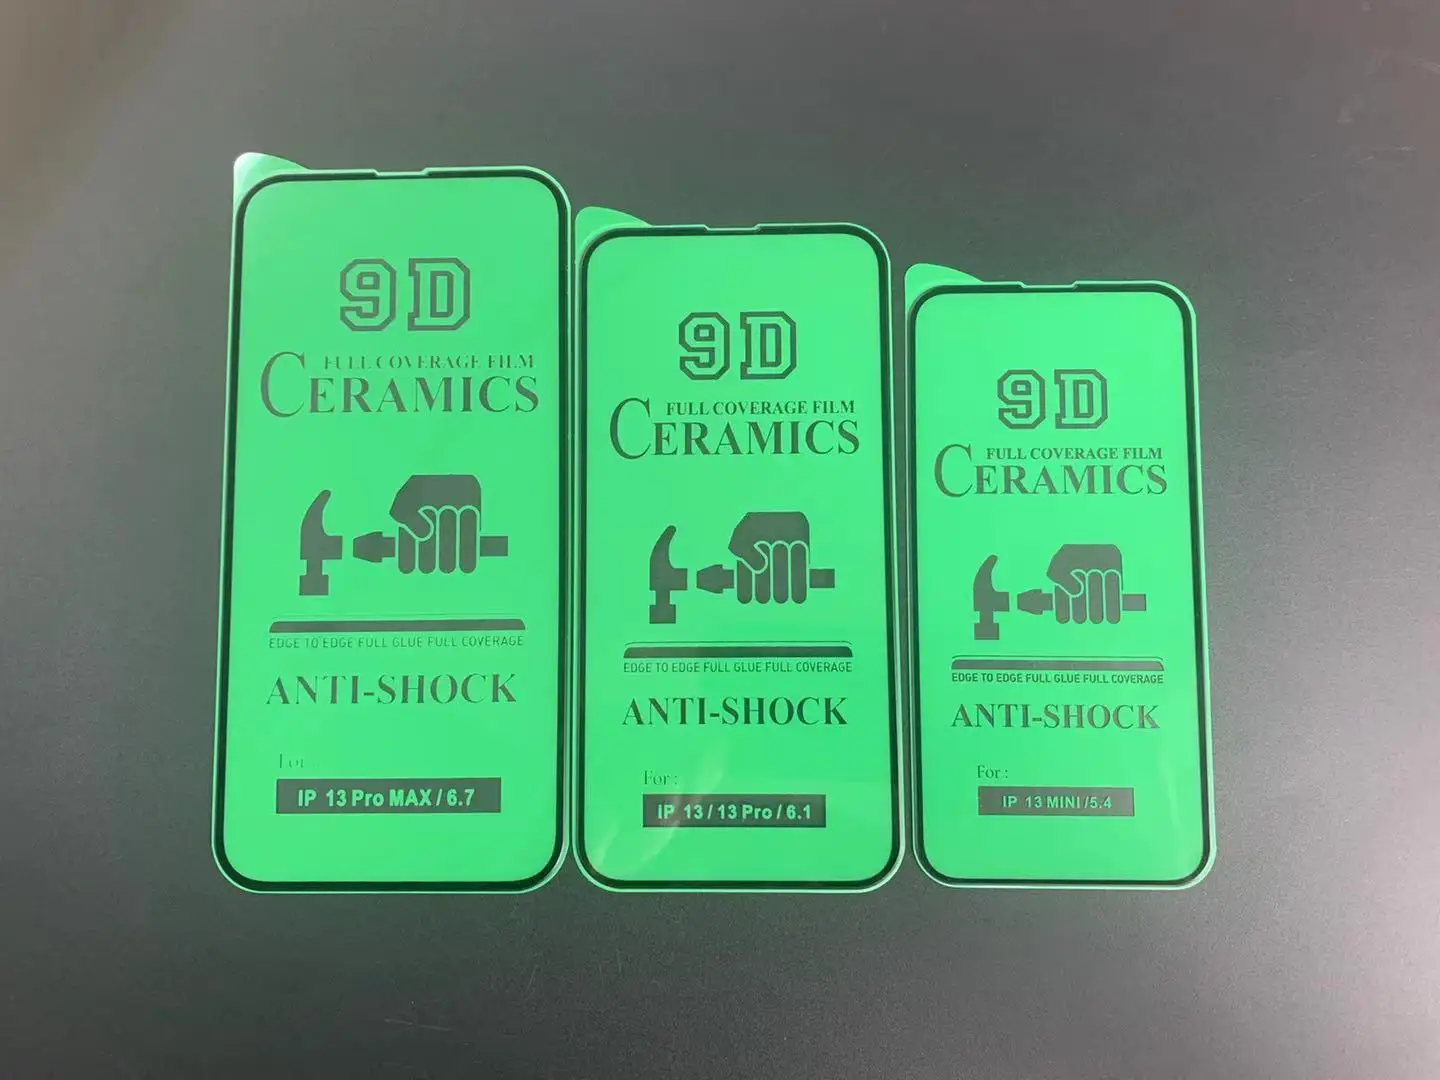 9D
FULL COVERAGE FILM
CERAMICS
EDGE TO EDGE FULL GLUE FULL COVERAGE
ANTI-SHOCK
For :
IP 13 Pro MAX / 6.7
9D
FULL COVERAGE FILM
CERAMICS
EDGE TO EDGE FULL GLUE FULL COVERAGE
ANTI-SHOCK
For :
IP 13 / 13 Pro / 6.1
9D
FULL COVERAGE FILM
CERAMICS
EDGE TO EDGE FULL GLUE FULL COVERAGE
ANTI-SHOCK
For :
IP 13 MINI /5.4